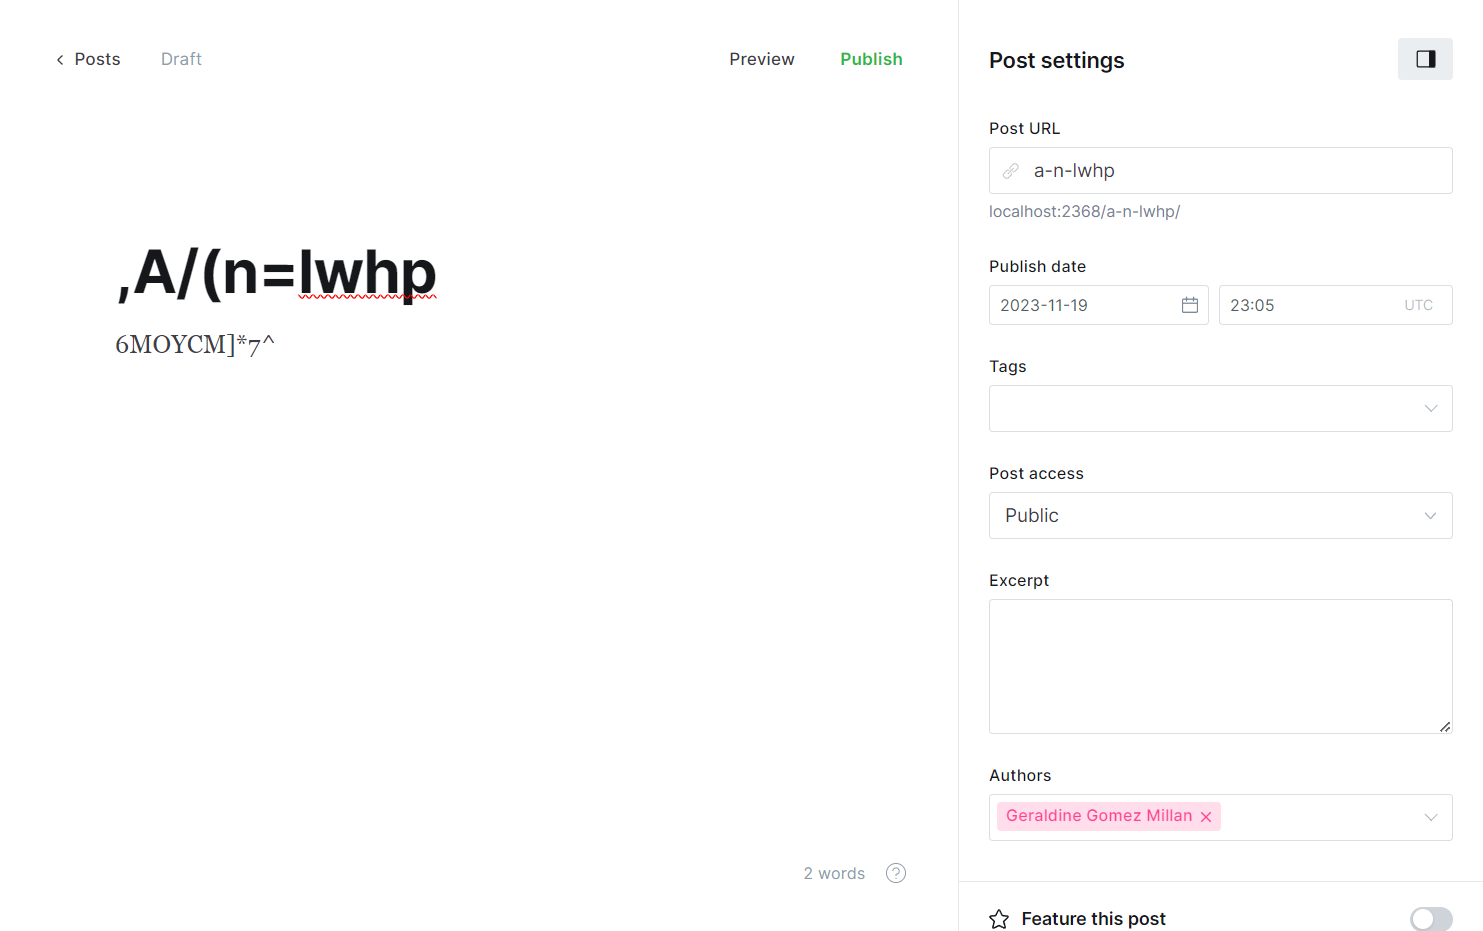 Posts
Draft
Preview
Publish
,A/(n=lwhp
6MOYCM]*7^
2 words
?
Post settings
Post URL
a-n-lwhp
localhost:2368/a-n-lwhp/
Publish date
2023-11-19
23:05 UTC
Tags
Post access
Public
Excerpt
Authors
Geraldine Gomez Millan
Feature this post